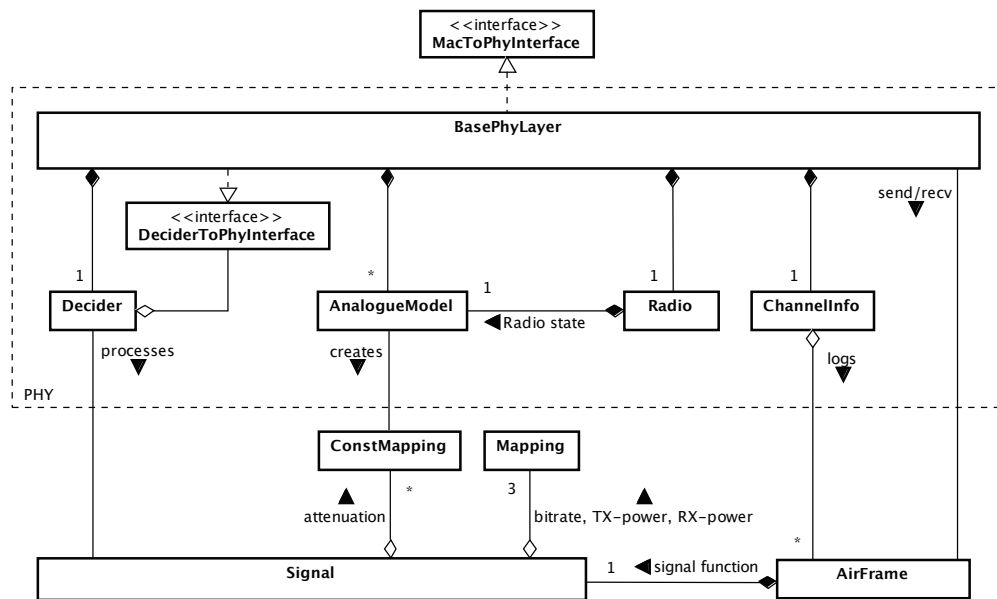 <<interface>>
MacToPhyInterface
BasePhyLayer
send/recv
<<interface>>
DeciderToPhyInterface
1
*
1
1
1
Decider
AnalogueModel
Radio
ChannelInfo
Radio state
processes
creates
logs
PHY
ConstMapping
Mapping
*
3
attenuation
bitrate, TX-power, RX-power
*
1
signal function
Signal
AirFrame